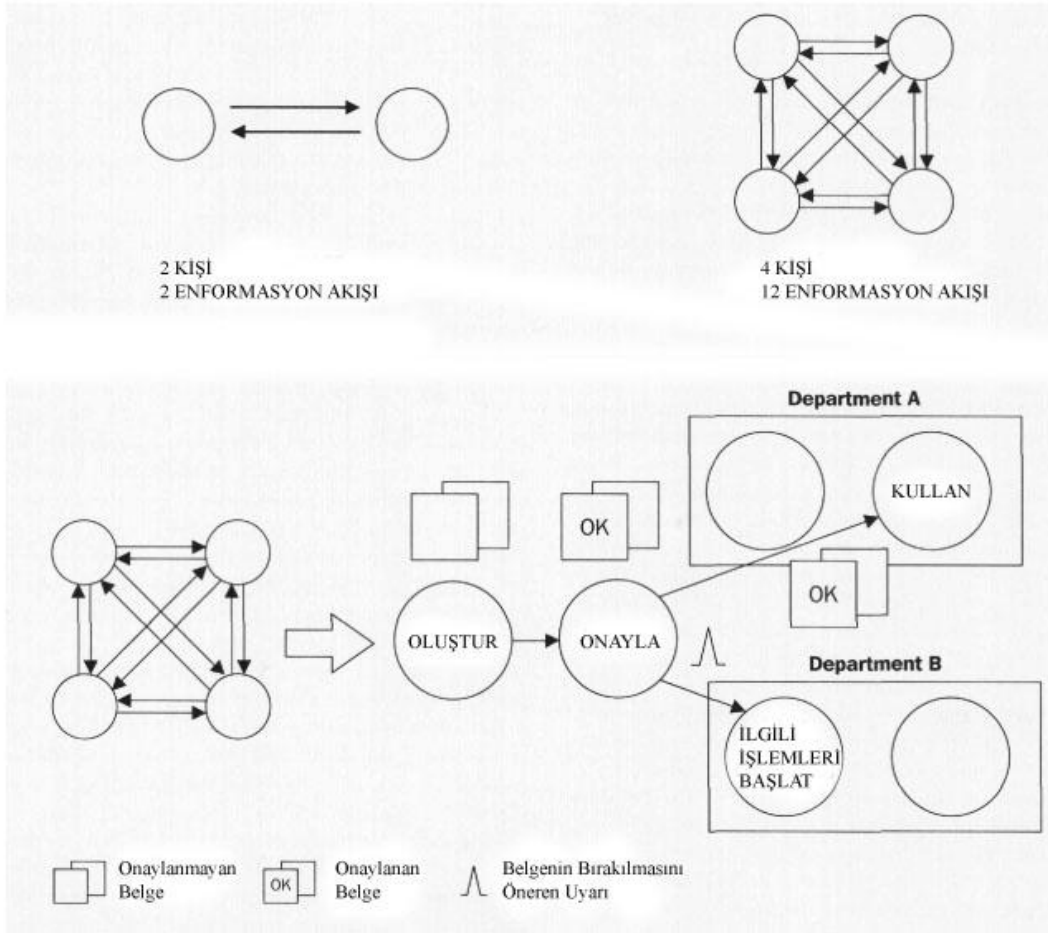 2 KİŞİ
2 ENFORMASYON AKIŞI
4 KİŞİ
12 ENFORMASYON AKIŞI
Department A
KULLAN
OK
OK
OLUŞTUR
ONAYLA
Department B
İLGİLİ
İŞLEMLERİ
BAŞLAT
Onaylanmayan
Belge
OK
Onaylanan
Belge
Belgenin Bırakılmasını
Öneren Uyarı